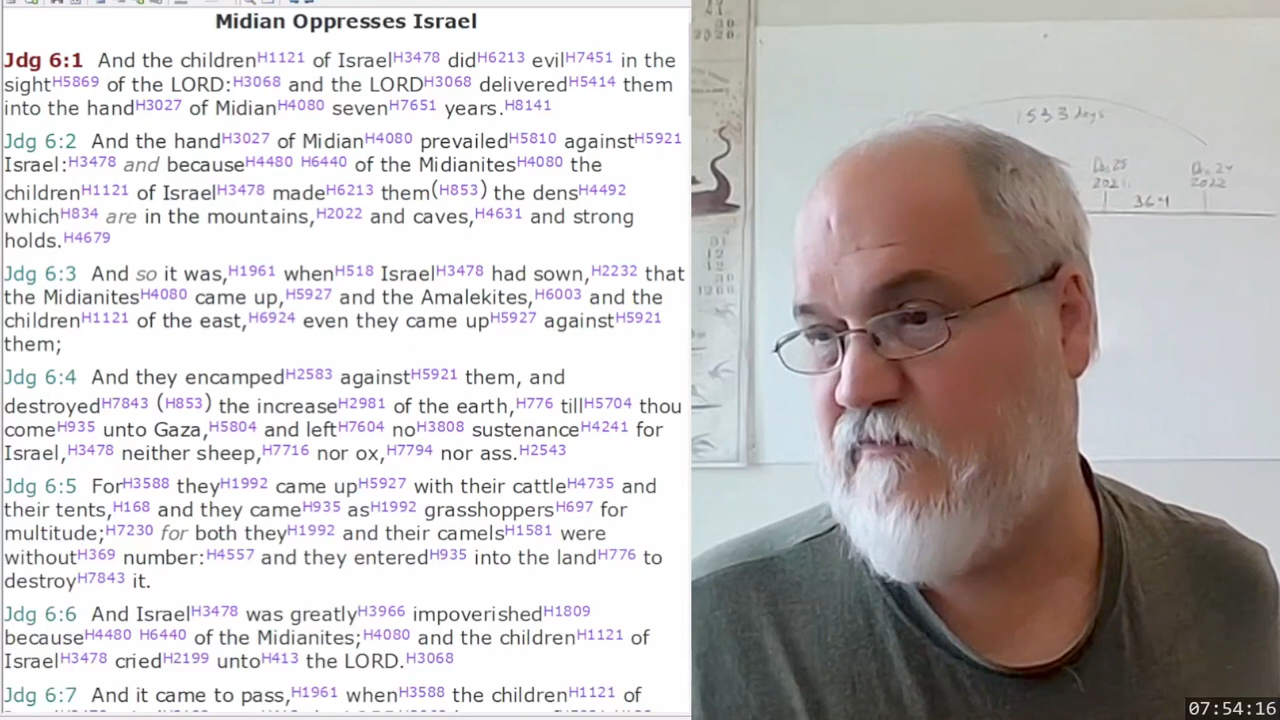 Midian Oppresses Israel
Jdg 6:1 And the childrenH1121 of IsraelH3478 didH6213 evilH7451 in the
sightH5869 of the LORD:H3068 and the LORDH3068 deliveredH5414 them
into the handH3027 of MidianH4080 sevenH7651 years.H8141
Jdg 6:2 And the handH3027 of MidianH4080 prevailedH5810 againstH5921
Israel:H3478 and becauseH4480 H6440 of the MidianitesH4080 the
childrenH1121 of IsraelH3478 madeH6213 them(H853) the densH4492
whichH834 are in the mountains,H2022 and caves,H4631 and strong
holds.H4679
Jdg 6:3 And so it was,H1961 whenH518 IsraelH3478 had sown,H2232 that
the MidianitesH4080 came up,H5927 and the Amalekites,H6003 and the
childrenH1121 of the east,H6924 even they came upH5927 againstH5921
them;
Jdg 6:4 And they encampedH2583 againstH5921 them, and
destroyedH7843 (H853) the increaseH2981 of the earth,H776 tillH5704 thou
comeH935 unto Gaza,H5804 and leftH7604 noH3808 sustenanceH4241 for
Israel,H3478 neither sheep,H7716 nor ox,H7794 nor ass.H2543
Jdg 6:5 ForH3588 theyH1992 came upH5927 with their cattleH4735 and
their tents,H168 and they cameH935 asH1992 grasshoppersH697 for
multitude;H7230 for both theyH1992 and their camelsH1581 were
withoutH369 number:H4557 and they enteredH935 into the landH776 to
destroyH7843 it.
Jdg 6:6 And IsraelH3478 was greatlyH3966 impoverishedH1809
becauseH4480 H6440 of the Midianites;H4080 and the childrenH1121 of
IsraelH3478 criedH2199 untoH413 the LORD.H3068
Jdg 6:7 And it came to pass,H1961 whenH3588 the childrenH1121 of
1533 days
2021
2022
364
31
12
12
30
1260
07:54:16